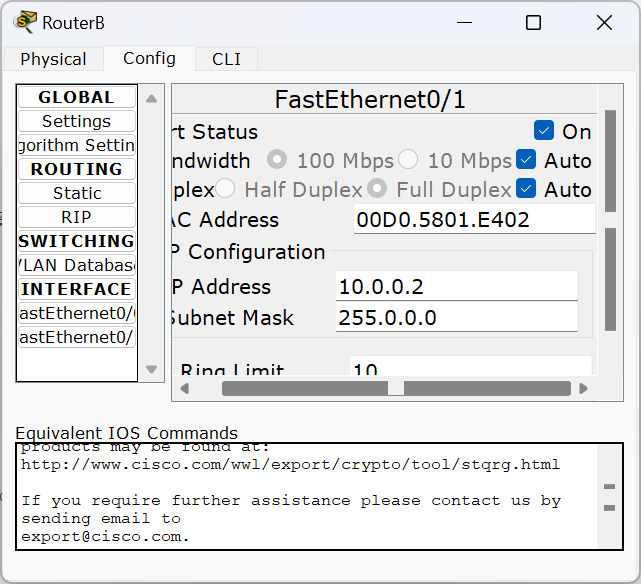 RouterB
Physical Config CLI
GLOBAL
Settings
gorithm Settin
ROUTING
Static
RIP
SWITCHING
VLAN Database
INTERFACE
astEthernet0/0
astEthernet0/
FastEthernet0/1
rt Status On
ndwidth 100 Mbps 10 Mbps Auto
plex Half Duplex Full Duplex Auto
AC Address 00D0.5801.E402
P Configuration
P Address 10.0.0.2
Subnet Mask 255.0.0.0
Ring Limit 10
Equivalent IOS Commands
products may be found at:
http://www.cisco.com/wwl/export/crypto/tool/stqrg.html
If you require further assistance please contact us by
sending email to
export@cisco.com.